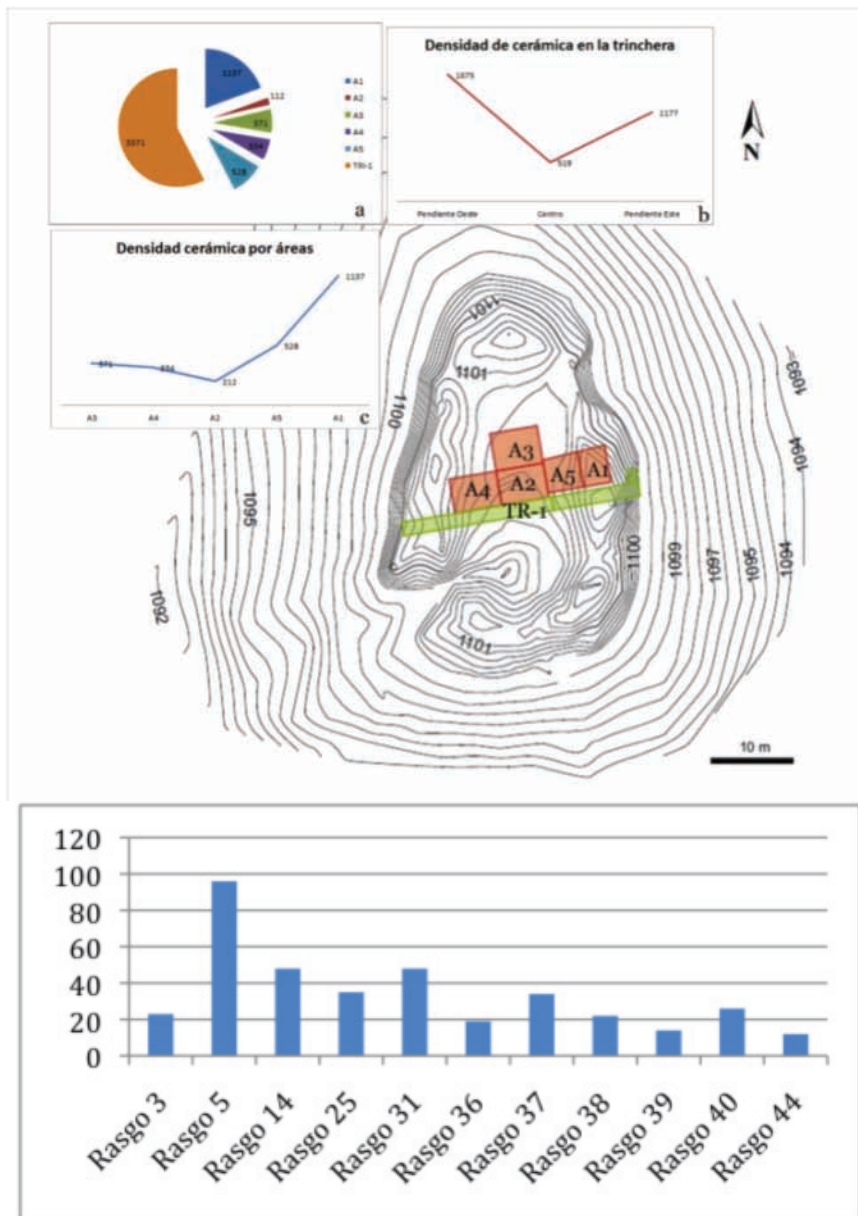 1137
112
371
528
3371
A1
A2
A3
A4
A5
TRI-1
a
Densidad de cerámica en la trinchera
1675
519
1177
Pendiente Oeste
Centro
Pendiente Este
b
N
Densidad cerámica por áreas
371
334
212
528
1137
A3
A4
A2
A5
A1
c
1101
1101
1100
1093
1094
1095
1092
A3
A4
A2
A5
A1
TR-1
1100
1099
1097
1095
1094
1101
10 m
120
100
80
60
40
20
0
Rasgo 3
Rasgo 5
Rasgo 14
Rasgo 25
Rasgo 31
Rasgo 36
Rasgo 37
Rasgo 38
Rasgo 39
Rasgo 40
Rasgo 44